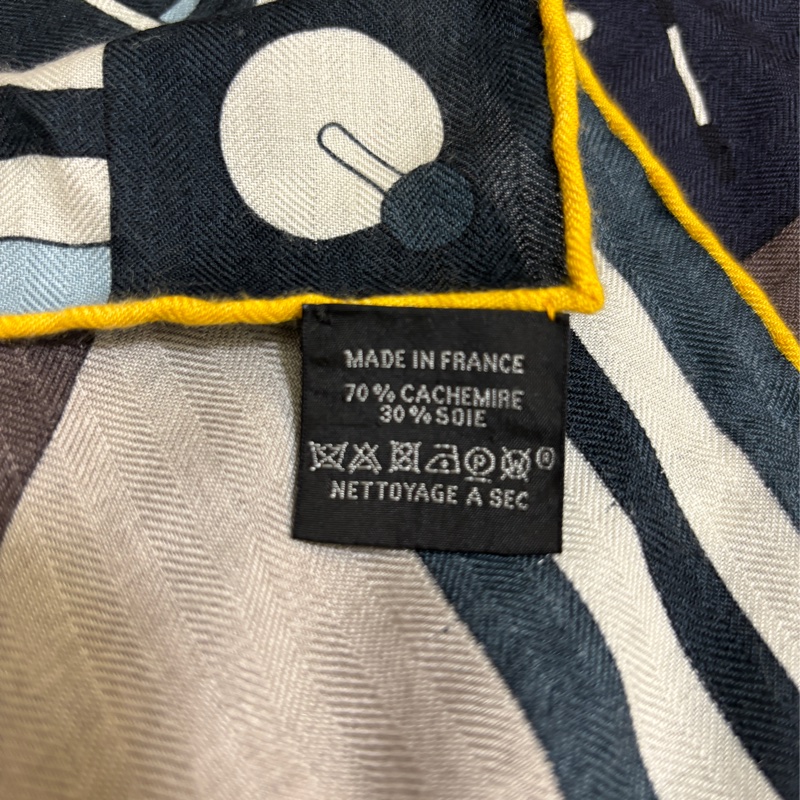 MADE IN FRANCE
70% CACHEMIRE
30% SOIE
P W ®
NETTOYAGE A SEC